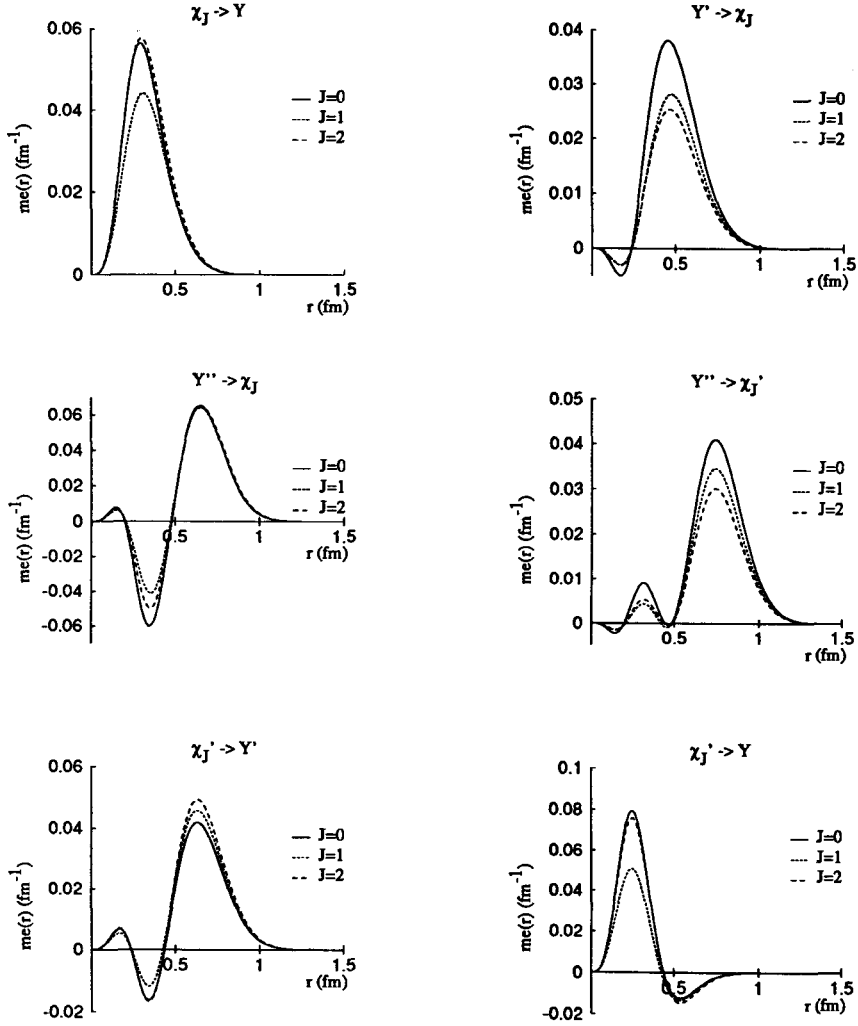 χJ -> Y
0.06
0.04
0.02
0
0.5
1
1.5
me(r) (fm-1)
r (fm)
J=0
J=1
J=2
Y' -> χJ
0.04
0.03
0.02
0.01
0
0.5
1
1.5
me(r) (fm-1)
r (fm)
J=0
J=1
J=2
Y'' -> χJ
0.06
0.04
0.02
0
-0.02
-0.04
-0.06
0.5
1
1.5
me(r) (fm-1)
r (fm)
J=0
J=1
J=2
Y'' -> χJ'
0.05
0.04
0.03
0.02
0.01
0
0.5
1
1.5
me(r) (fm-1)
r (fm)
J=0
J=1
J=2
χJ' -> Y'
0.06
0.04
0.02
0
-0.02
0.5
1
1.5
me(r) (fm-1)
r (fm)
J=0
J=1
J=2
χJ' -> Y
0.1
0.08
0.06
0.04
0.02
0
-0.02
0.5
1
1.5
me(r) (fm-1)
r (fm)
J=0
J=1
J=2